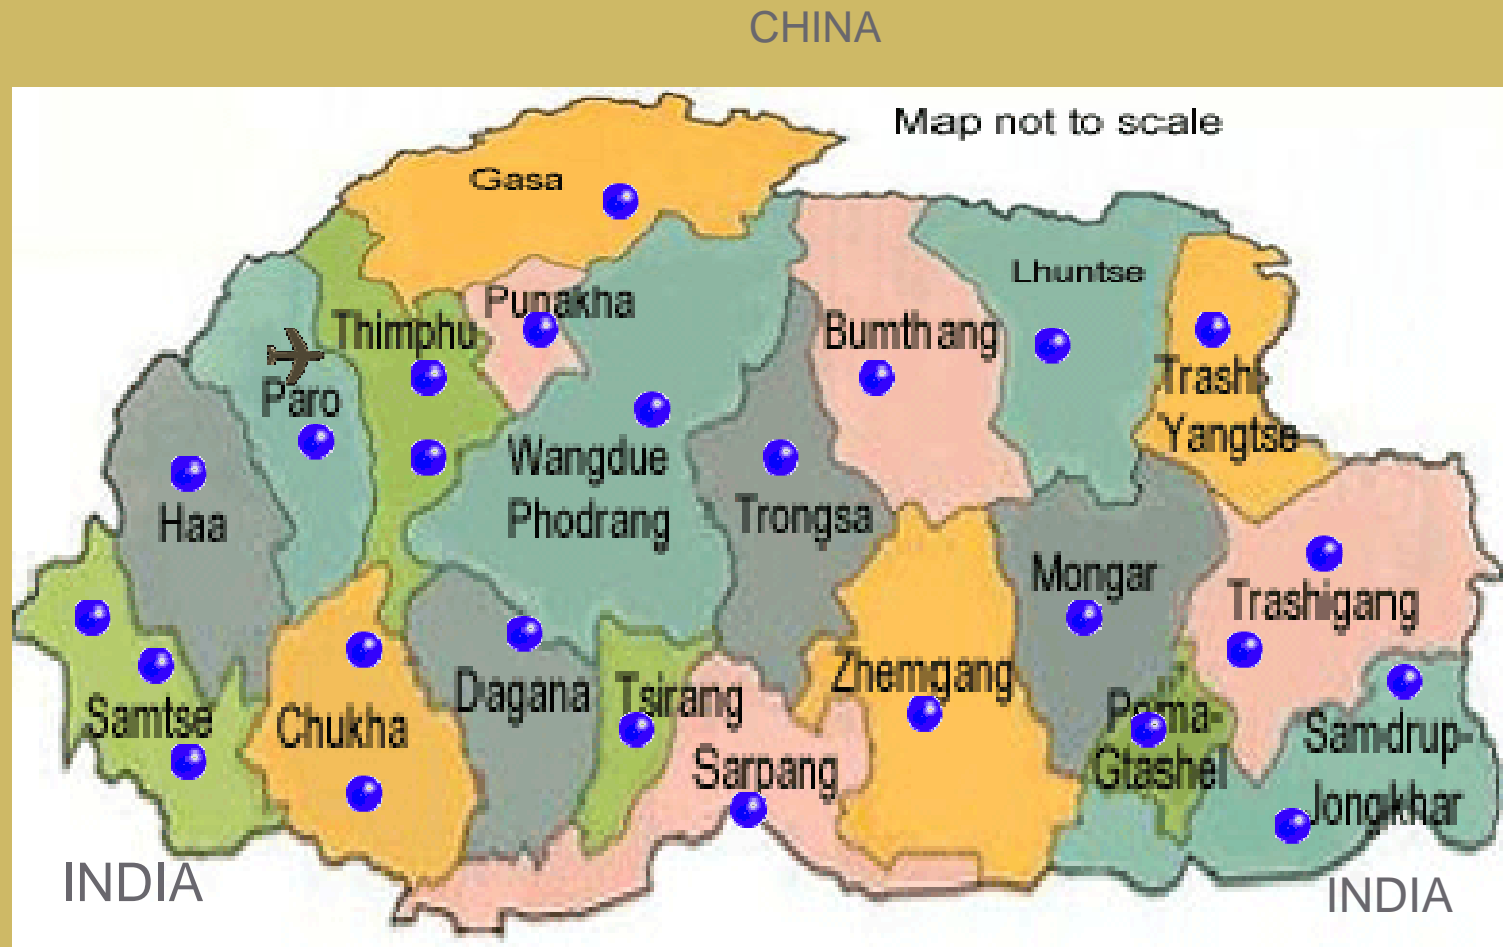 CHINA
Map not to scale
Gasa
Lhuntse
Punakha
Thimphu
Bumthang
Trashi-
Yangtse
Paro
Wangdue
Phodrang
Haa
Trongsa
Mongar
Trashigang
Zhemgang
Dagana
Tsirang
Samtse
Chukha
Pema-
Gtashel
Samdrup-
Jongkhar
Sarpang
INDIA
INDIA